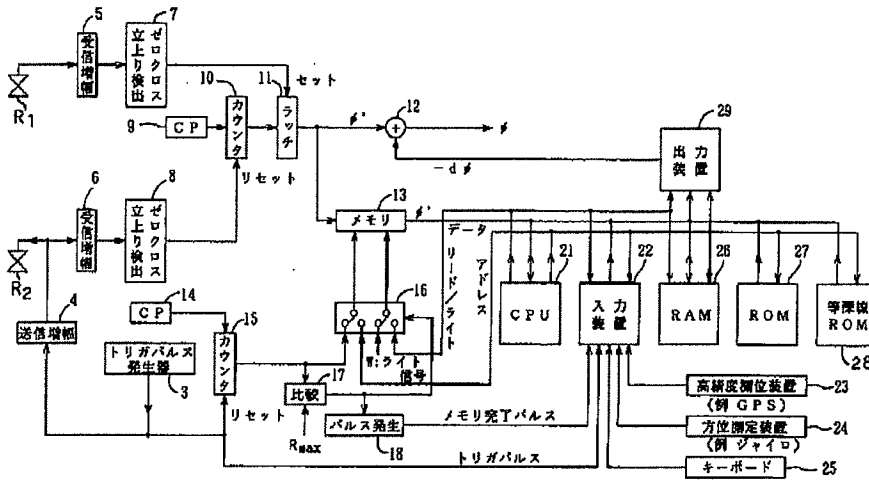 5
受信増幅
7
ゼロクロス
立上り検出
R1
10
カウンタ
11
ラッチ
セット
9
CP
リセット
φ'
12
+
φ
-dφ
29
出力
装置
6
受信増幅
8
ゼロクロス
立上り検出
R2
13
メモリ
φ'
データ
リード/ライト
アドレス
4
送信増幅
14
CP
15
カウンタ
16
W:ライト
信号
21
CPU
22
入力
装置
26
RAM
27
ROM
等深線
ROM
28
トリガパルス
発生器
3
リセット
17
比較
Rmax
パルス発生
18
メモリ完了パルス
トリガパルス
高精度測位装置
23
(例 GPS)
方位測定装置
24
(例 ジャイロ)
キーボード
25